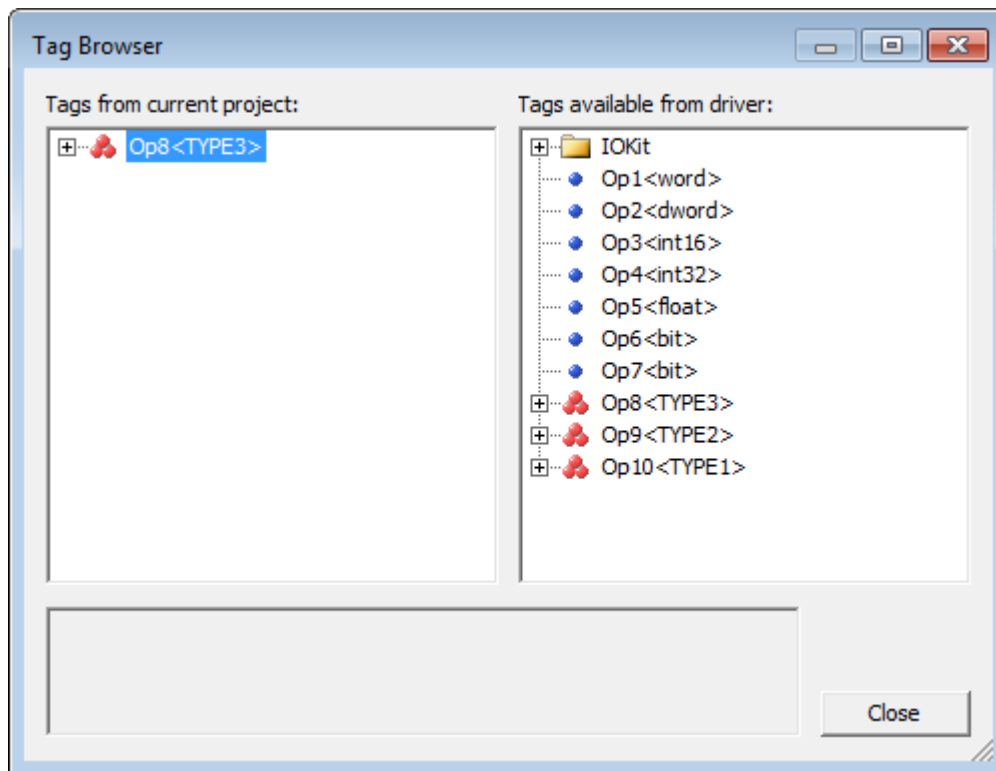 Tag Browser
Tags from current project:
Op8<TYPE3>
Tags available from driver:
IOKit
Op1<word>
Op2<dword>
Op3<int16>
Op4<int32>
Op5<float>
Op6<bit>
Op7<bit>
Op8<TYPE3>
Op9<TYPE2>
Op10<TYPE1>
Close